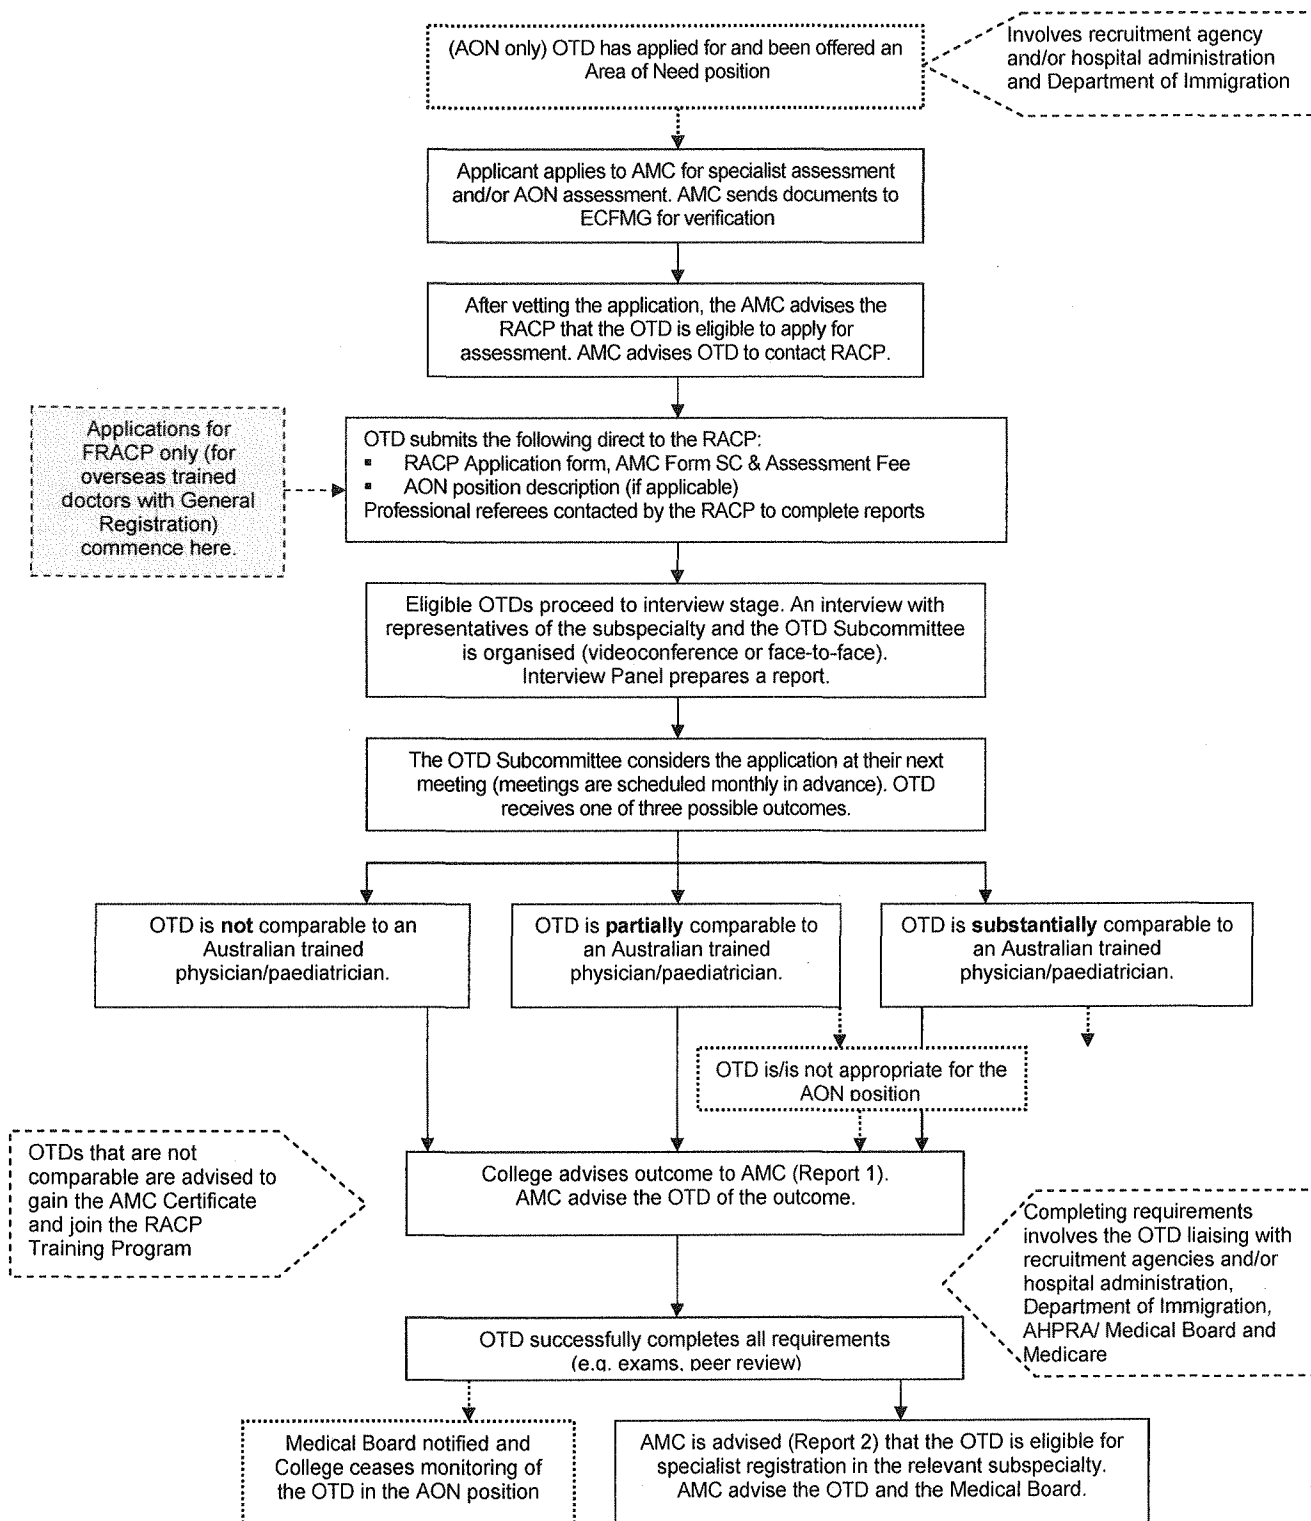 (AON only) OTD has applied for and been offered an
Area of Need position
Involves recruitment agency
and/or hospital administration
and Department of Immigration
Applicant applies to AMC for specialist assessment
and/or AON assessment. AMC sends documents to
ECFMG for verification
After vetting the application, the AMC advises the
RACP that the OTD is eligible to apply for
assessment. AMC advises OTD to contact RACP.
Applications for
FRACP only (for
overseas trained
doctors with General
Registration)
commence here.
OTD submits the following direct to the RACP:
▪ RACP Application form, AMC Form SC & Assessment Fee
▪ AON position description (if applicable)
Professional referees contacted by the RACP to complete reports
Eligible OTDs proceed to interview stage. An interview with
representatives of the subspecialty and the OTD Subcommittee
is organised (videoconference or face-to-face).
Interview Panel prepares a report.
The OTD Subcommittee considers the application at their next
meeting (meetings are scheduled monthly in advance). OTD
receives one of three possible outcomes.
OTD is not comparable to an
Australian trained
physician/paediatrician.
OTD is partially comparable to
an Australian trained
physician/paediatrician.
OTD is substantially comparable to
an Australian trained
physician/paediatrician.
OTD is/is not appropriate for the
AON position
OTDs that are not
comparable are advised to
gain the AMC Certificate
and join the RACP
Training Program
College advises outcome to AMC (Report 1).
AMC advise the OTD of the outcome.
Completing requirements
involves the OTD liaising with
recruitment agencies and/or
hospital administration,
Department of Immigration,
AHPRA/ Medical Board and
Medicare
OTD successfully completes all requirements
(e.g. exams, peer review)
Medical Board notified and
College ceases monitoring of
the OTD in the AON position
AMC is advised (Report 2) that the OTD is eligible for
specialist registration in the relevant subspecialty.
AMC advise the OTD and the Medical Board.